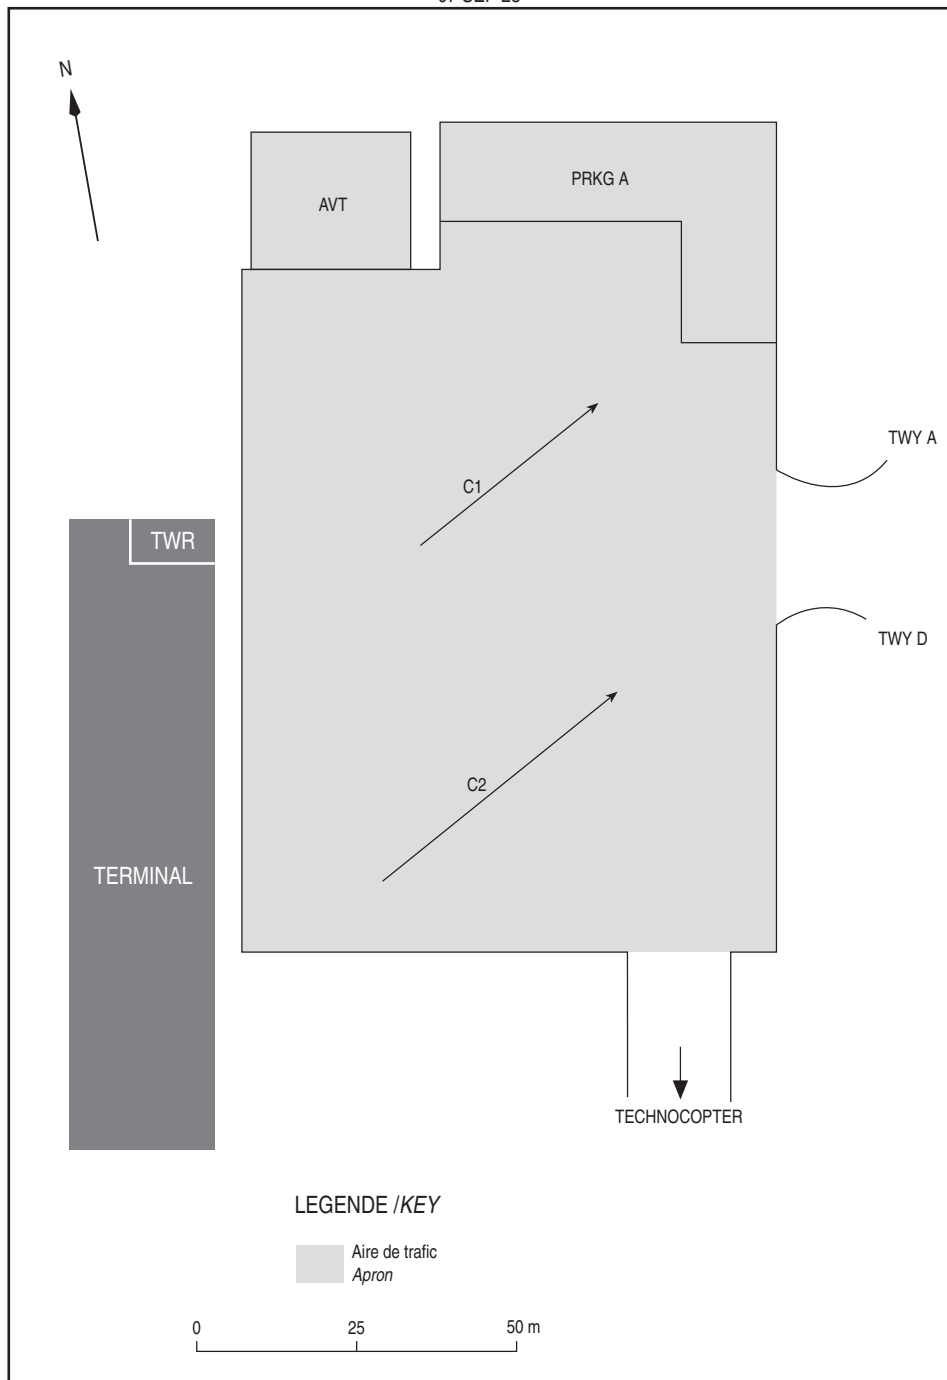 N
AVT
PRKG A
TWY A
C1
TWR
TWY D
C2
TERMINAL
TECHNOCOPTER
LEGENDE /KEY
Aire de trafic
Apron
0 25 50 m